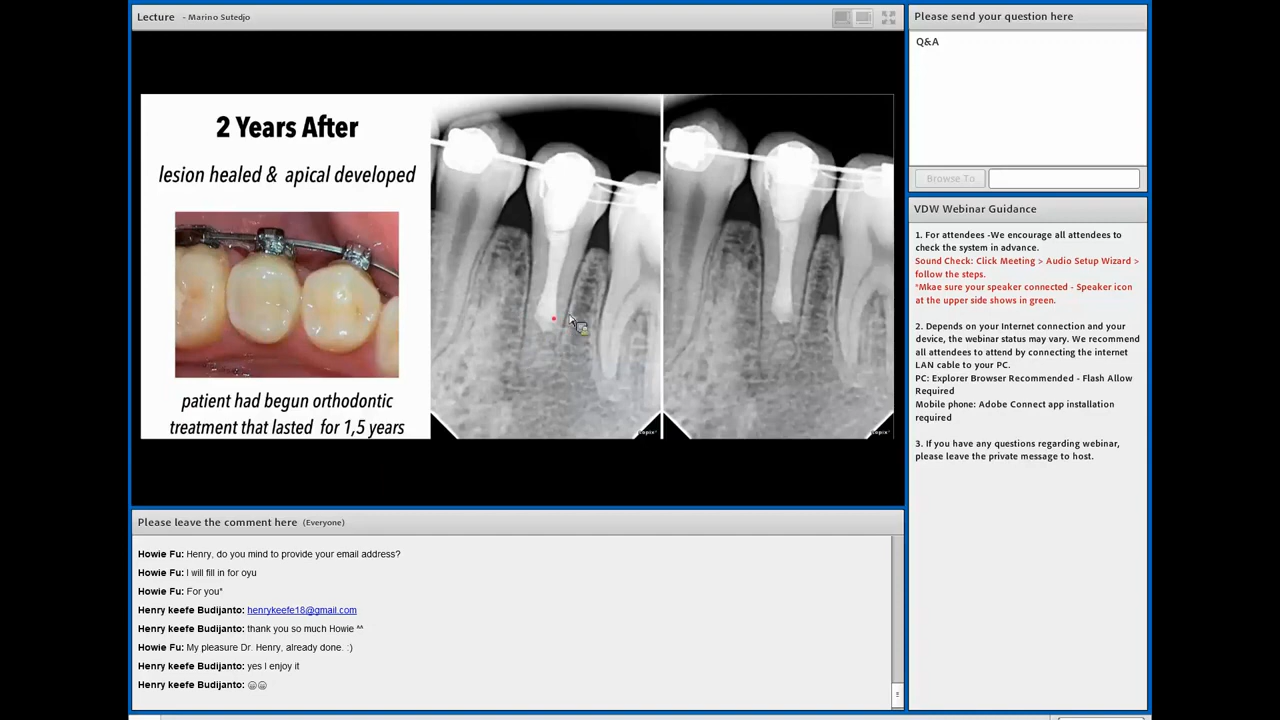 Lecture - Marino Sutedjo
2 Years After
lesion healed & apical developed
patient had begun orthodontic
treatment that lasted for 1,5 years
Please leave the comment here (Everyone)
Howie Fu: Henry, do you mind to provide your email address?
Howie Fu: I will fill in for oyu
Howie Fu: For you*
Henry keefe Budijanto: henrykeefe18@gmail.com
Henry keefe Budijanto: thank you so much Howie ^^
Howie Fu: My pleasure Dr. Henry, already done. :)
Henry keefe Budijanto: yes I enjoy it
Henry keefe Budijanto: 😄😄
Please send your question here
Q&A
Browse To
VDW Webinar Guidance
1. For attendees -We encourage all attendees to
check the system in advance.
Sound Check: Click Meeting > Audio Setup Wizard >
follow the steps.
*Mkae sure your speaker connected - Speaker icon
at the upper side shows in green.
2. Depends on your Internet connection and your
device, the webinar status may vary. We recommend
all attendees to attend by connecting the internet
LAN cable to your PC.
PC: Explorer Browser Recommended - Flash Allow
Required
Mobile phone: Adobe Connect app installation
required
3. If you have any questions regarding webinar,
please leave the private message to host.